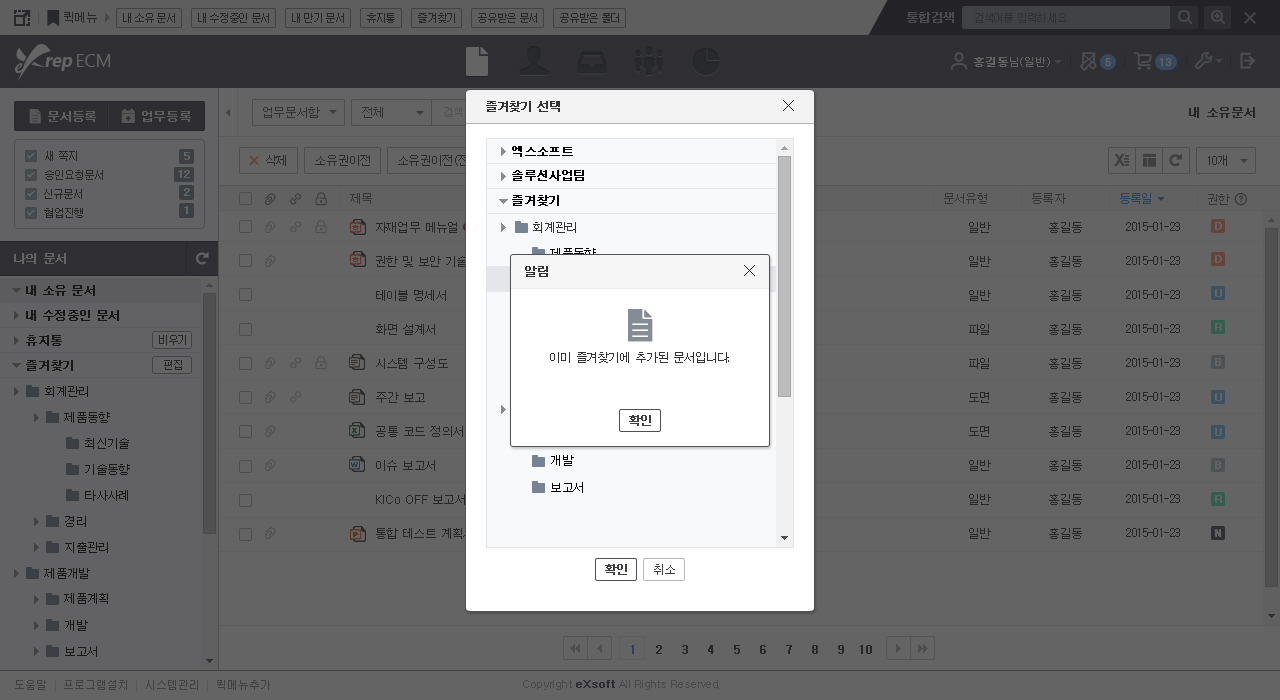 퀵메뉴 내 소유 문서 내 수정중인 문서 내 만기 문서 휴지통 즐겨찾기 공유받은 문서 공유받은 폴더 통합검색 검색어를 입력하세요
Xrep ECM 홍길동님(일반) 5 13
문서등록 업무등록 업무문서함 전체 내 소유문서
새 쪽지 5
승인요청문서 12
신규문서 2
협업진행 1
삭제 소유권이전 10개
제목 문서유형 등록자 등록일 권한
나의 문서
내 소유 문서
내 수정중인 문서
휴지통 비우기
즐겨찾기 편집
회계관리
제품동향
최신기술
기술동향
타사사례
경리
지출관리
제품개발
제품계획
개발
보고서
자재업무 메뉴얼 일반 홍길동 2015-01-23 D
권한 및 보안 기술 일반 홍길동 2015-01-23 D
테이블 명세서 일반 홍길동 2015-01-23 U
화면 설계서 파일 홍길동 2015-01-23 R
시스템 구성도 파일 홍길동 2015-01-23 B
주간 보고 도면 홍길동 2015-01-23 U
공통 코드 정의서 도면 홍길동 2015-01-23 U
이슈 보고서 일반 홍길동 2015-01-23 B
KICo OFF 보고서 일반 홍길동 2015-01-23 R
통합 테스트 계획 일반 홍길동 2015-01-23 N
즐겨찾기 선택
엑스소프트
솔루션사업팀
즐겨찾기
회계관리
제품동향
알림
이미 즐겨찾기에 추가된 문서입니다.
확인
개발
보고서
확인 취소
1 2 3 4 5 6 7 8 9 10
도움말 프로그램설치 시스템관리 퀵메뉴추가 Copyright eXsoft All Rights Reserved.